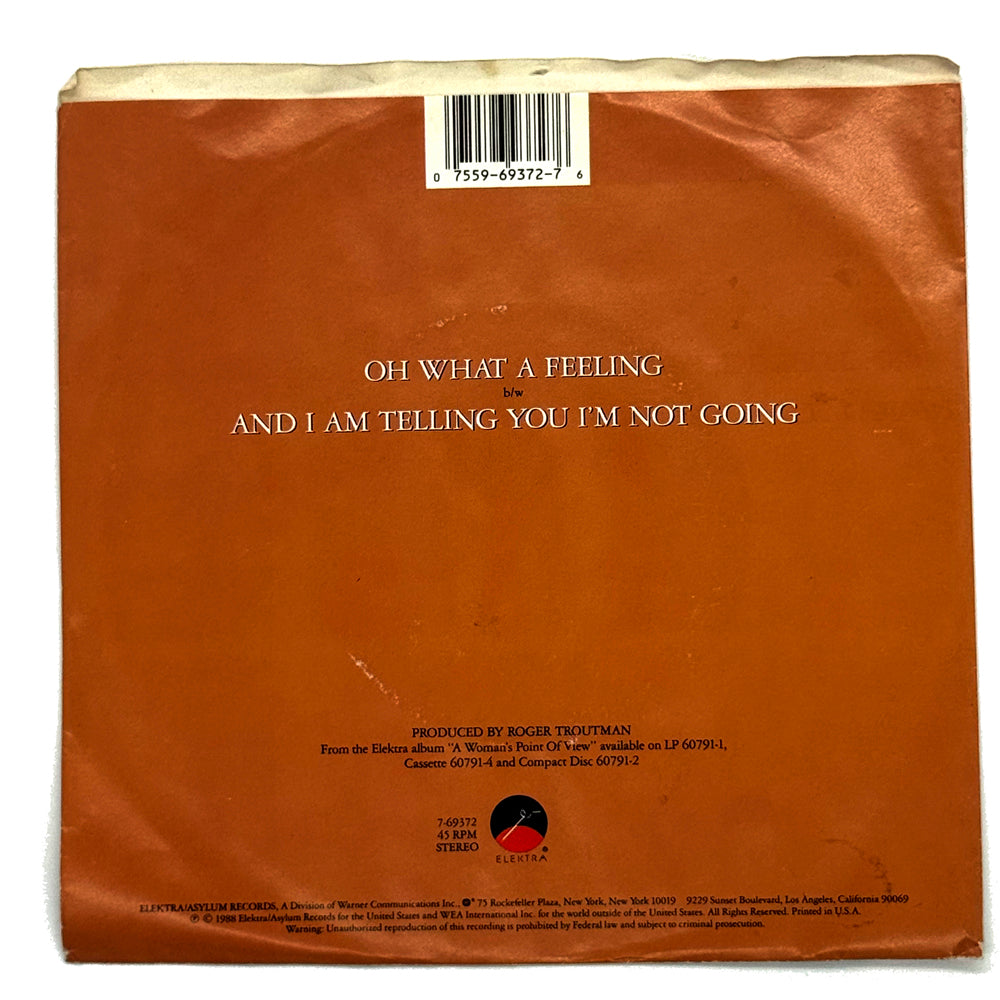 0 7559-69372-7 6
OH WHAT A FEELING
b/w
AND I AM TELLING YOU I'M NOT GOING
PRODUCED BY ROGER TROUTMAN
From the Elektra album "A Woman's Point Of View" available on LP 60791-1,
Cassette 60791-4 and Compact Disc 60791-2
7-69372
45 RPM
STEREO
ELEKTRA
ELEKTRA/ASYLUM RECORDS, A Division of Warner Communications Inc., ® 75 Rockefeller Plaza, New York, New York 10019 9229 Sunset Boulevard, Los Angeles, California 90069
℗ © 1988 Elektra/Asylum Records for the United States and WEA International Inc. for the world outside of the United States. All Rights Reserved. Printed in U.S.A.
Warning: Unauthorized reproduction of this recording is prohibited by Federal law and subject to criminal prosecution.